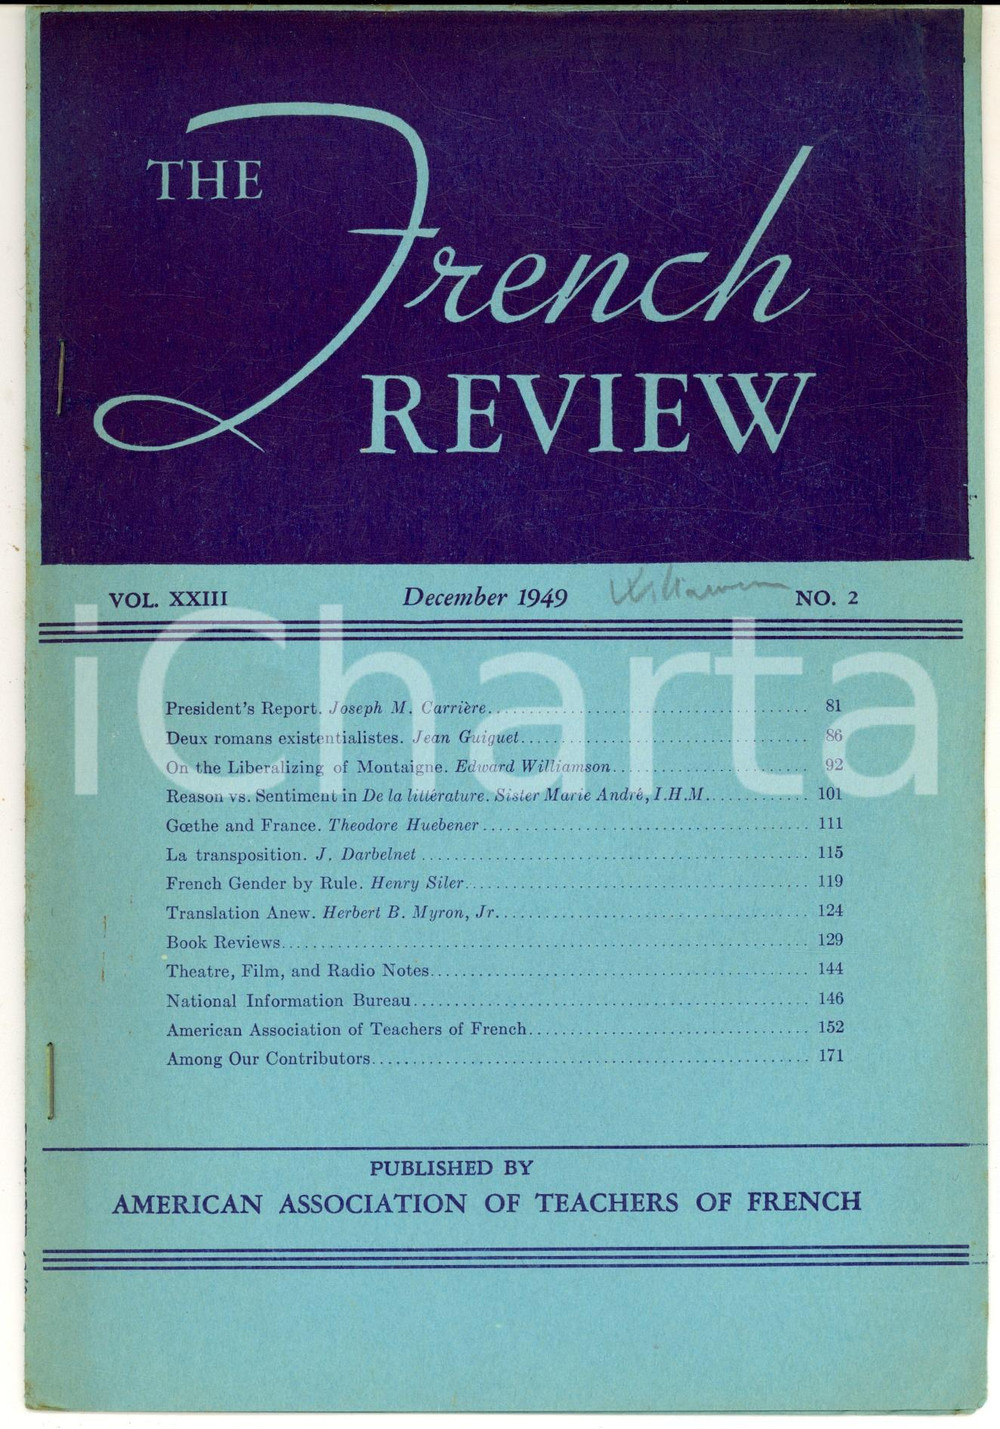 THE
French
REVIEW
VOL. XXIII December 1949 Williamson NO. 2
President's Report. Joseph M. Carrière........ 81
Deux romans existentialistes. Jean Guiguet........ 86
On the Liberalizing of Montaigne. Edward Williamson........ 92
Reason vs. Sentiment in De la littérature. Sister Marie André, I.H.M........ 101
Gœthe and France. Theodore Huebener........ 111
La transposition. J. Darbelnet........ 115
French Gender by Rule. Henry Siler........ 119
Translation Anew. Herbert B. Myron, Jr........ 124
Book Reviews........ 129
Theatre, Film, and Radio Notes........ 144
National Information Bureau........ 146
American Association of Teachers of French........ 152
Among Our Contributors........ 171
PUBLISHED BY
AMERICAN ASSOCIATION OF TEACHERS OF FRENCH
iCharta